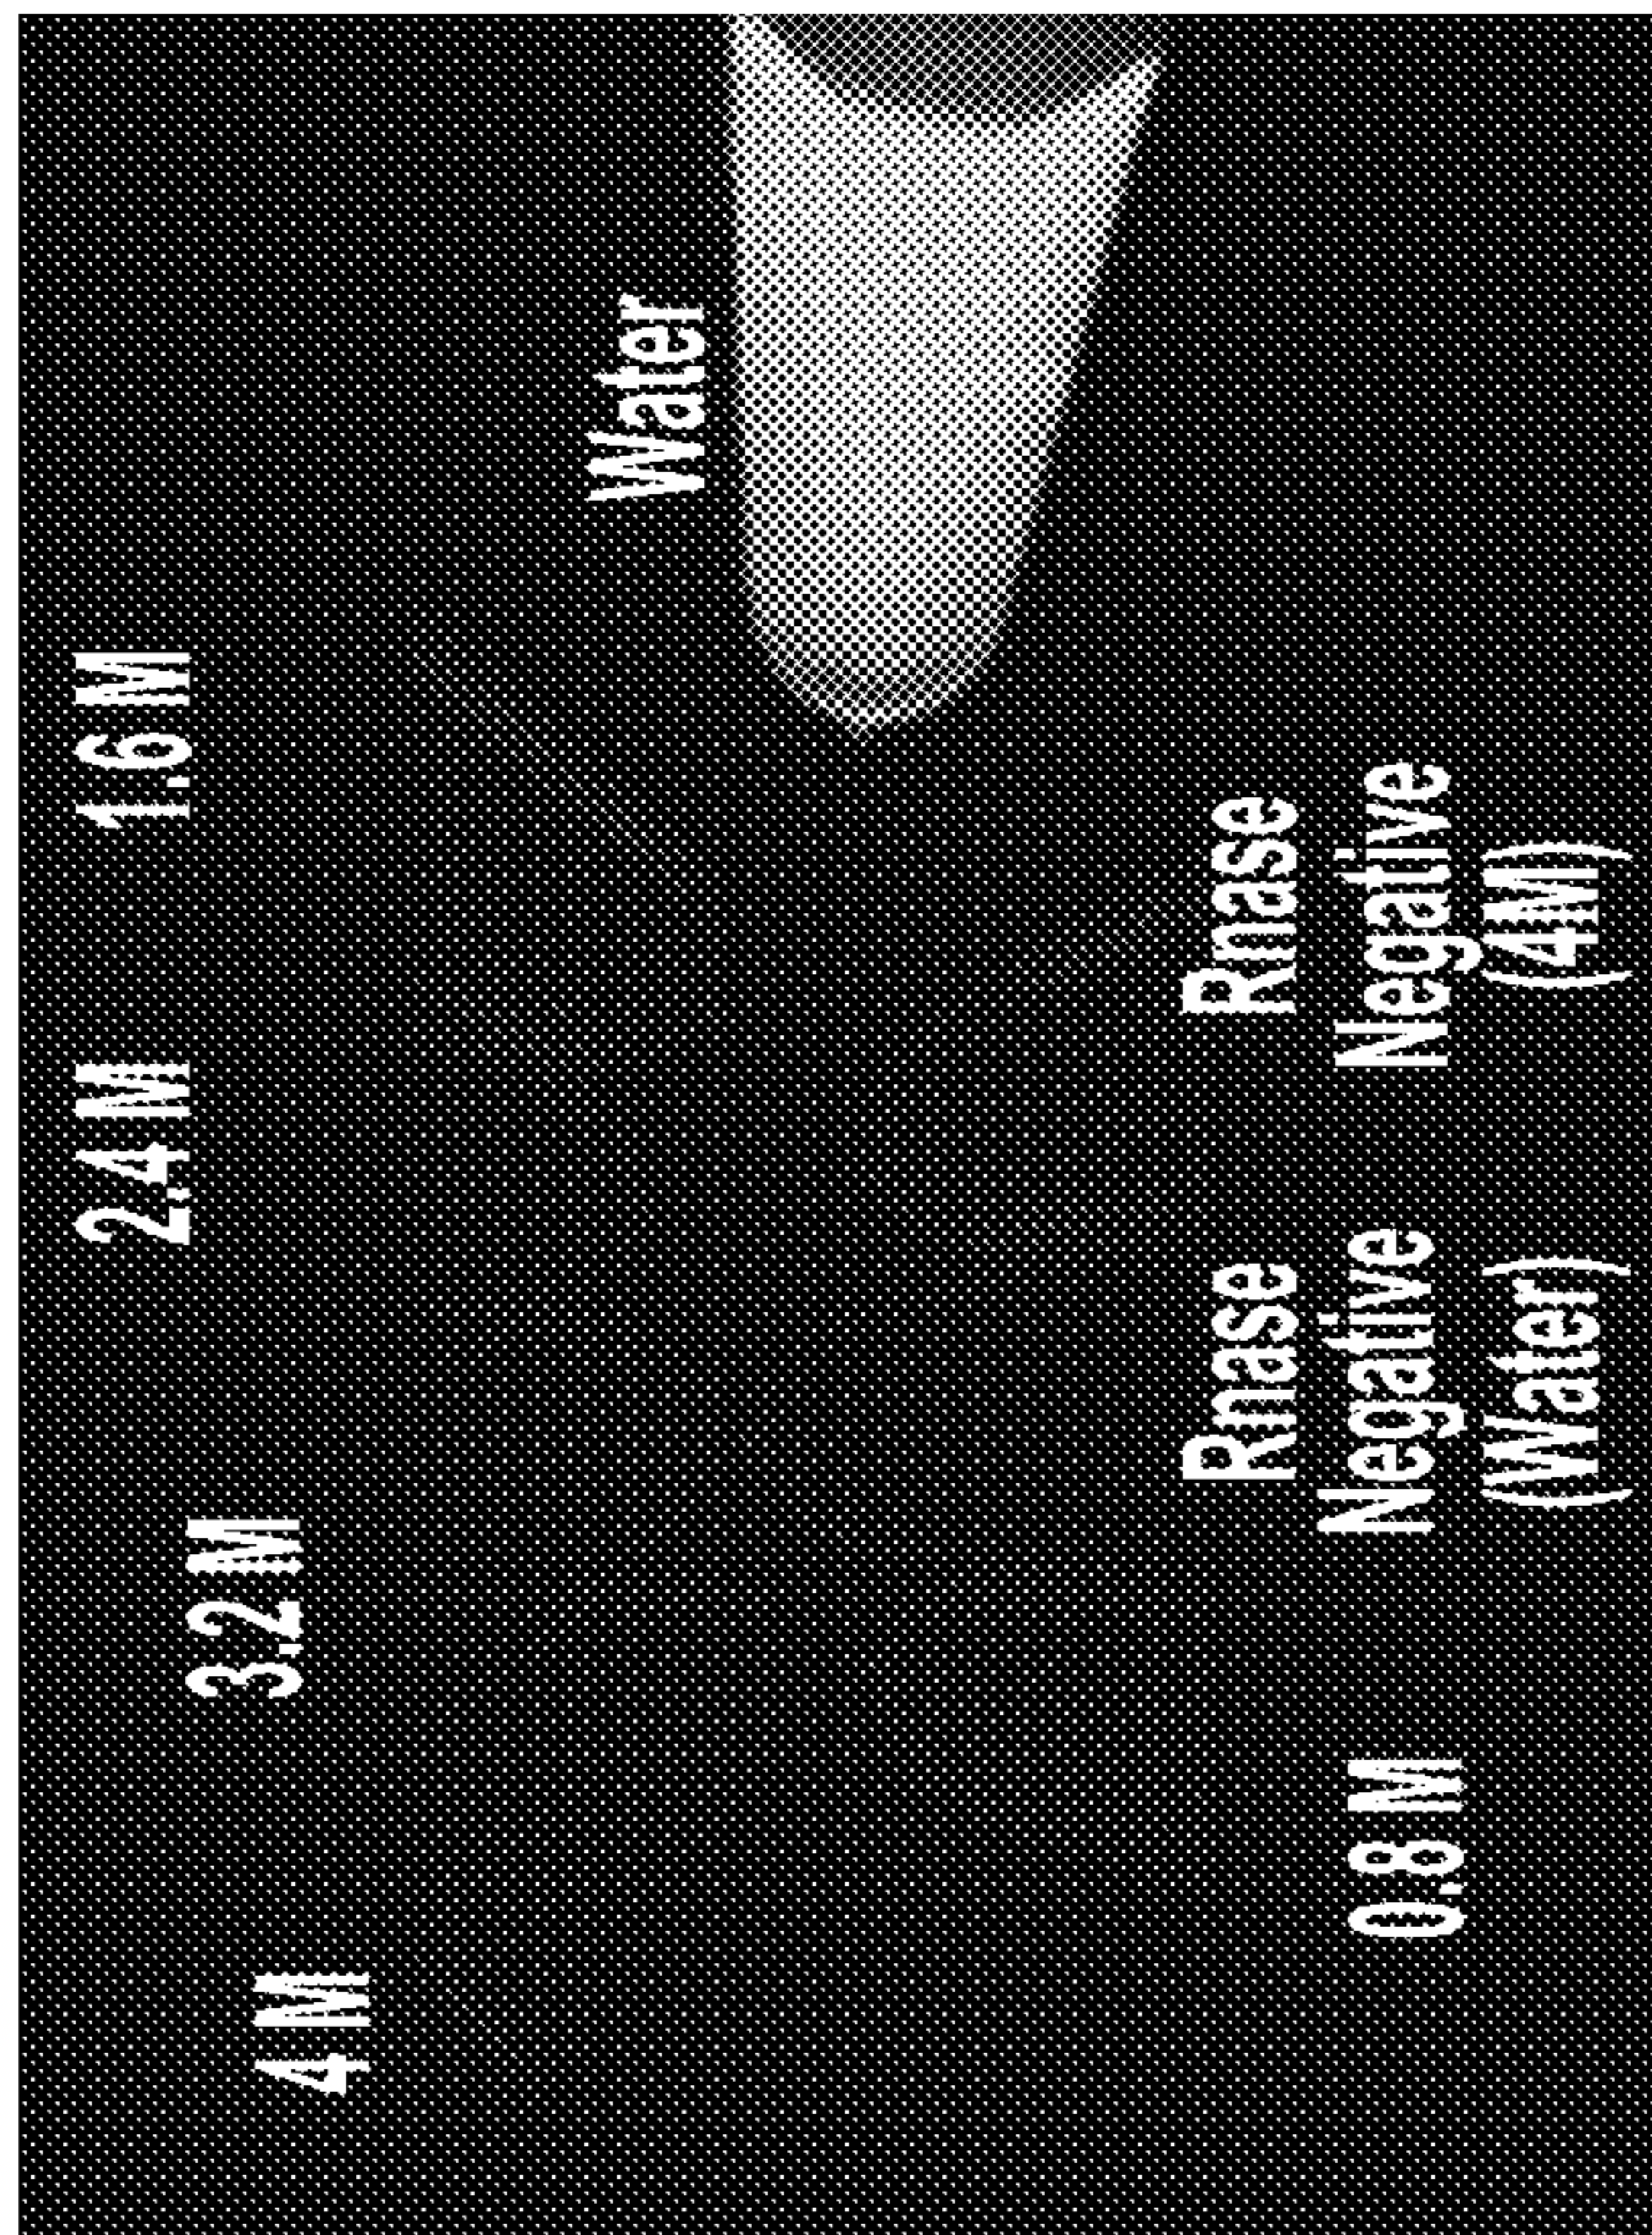 4 M
3.2 M
2.4 M
1.6 M
Water
0.8 M
Rnase
Negative
(Water)
Rnase
Negative
(4M)